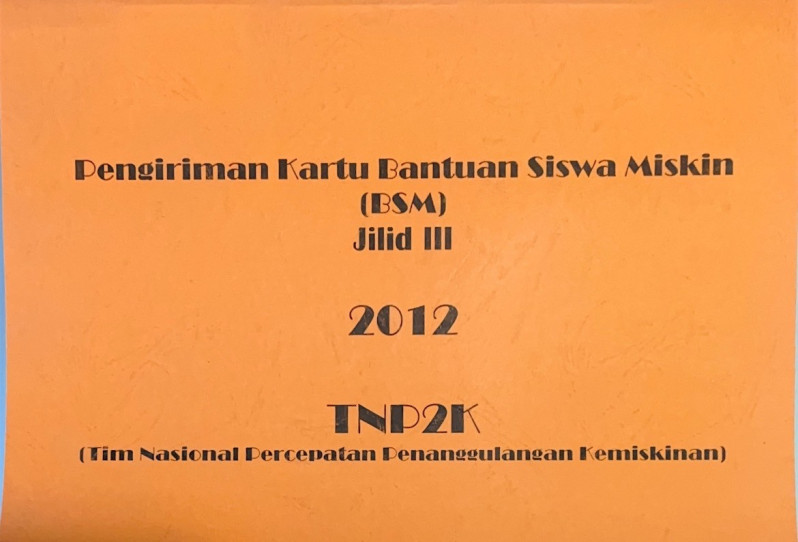 Pengiriman Kartu Bantuan Siswa Miskin
(BSM)
Jilid III
2012
TNP2K
(Tim Nasional Percepatan Penanggulangan Kemiskinan)